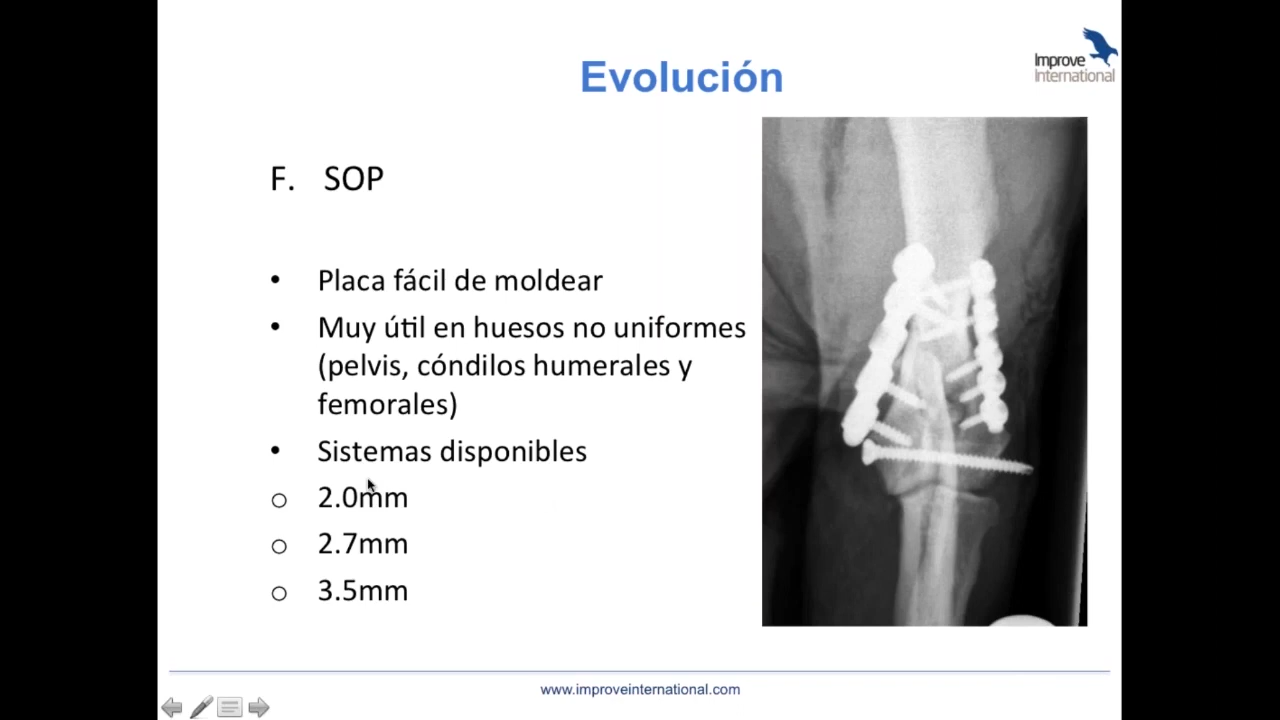 Evolución
Improve
International
F. SOP
• Placa fácil de moldear
• Muy útil en huesos no uniformes
(pelvis, cóndilos humerales y
femorales)
• Sistemas disponibles
o 2.0mm
o 2.7mm
o 3.5mm
www.improveinternational.com